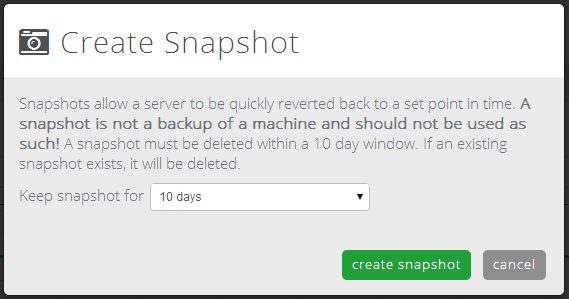 Create Snapshot
Snapshots allow a server to be quickly reverted back to a set point in time. A
snapshot is not a backup of a machine and should not be used as
such! A snapshot must be deleted within a 10 day window. If an existing
snapshot exists, it will be deleted.
Keep snapshot for 10 days
create snapshot cancel